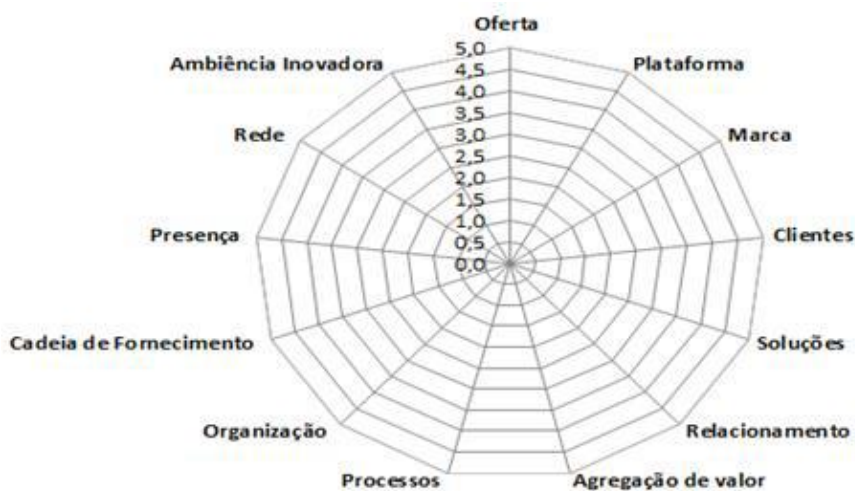 Oferta
5,0
4,5
4,0
3,5
3,0
2,5
2,0
1,5
1,0
0,5
0,0
Plataforma
Marca
Clientes
Soluções
Relacionamento
Agregação de valor
Processos
Organização
Cadeia de Fornecimento
Presença
Rede
Ambiência Inovadora